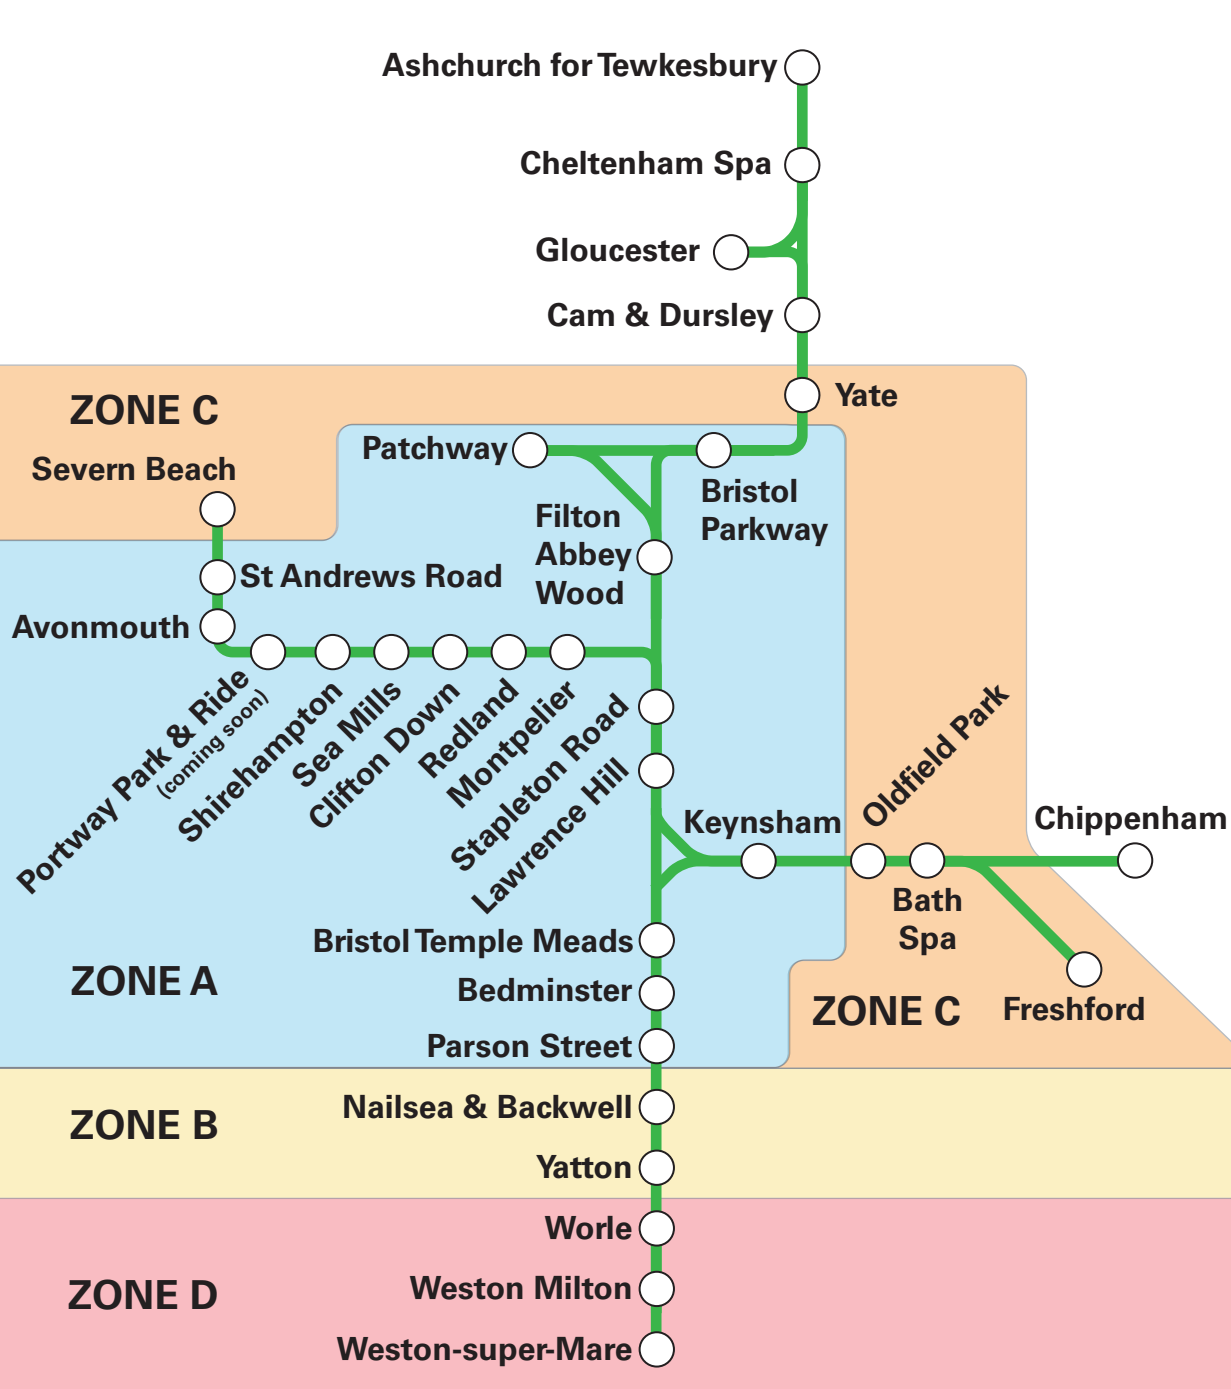 Ashchurch for Tewkesbury
Cheltenham Spa
Gloucester
Cam & Dursley
ZONE C
Yate
Severn Beach
Patchway
Bristol
Parkway
Filton
Abbey
Wood
St Andrews Road
Avonmouth
Portway Park & Ride
(coming soon)
Shirehampton
Sea Mills
Clifton Down
Redland
Montpelier
Stapleton Road
Lawrence Hill
Keynsham
Oldfield Park
Chippenham
Bath
Spa
Bristol Temple Meads
ZONE A
Bedminster
ZONE C
Freshford
Parson Street
ZONE B
Nailsea & Backwell
Yatton
Worle
ZONE D
Weston Milton
Weston-super-Mare